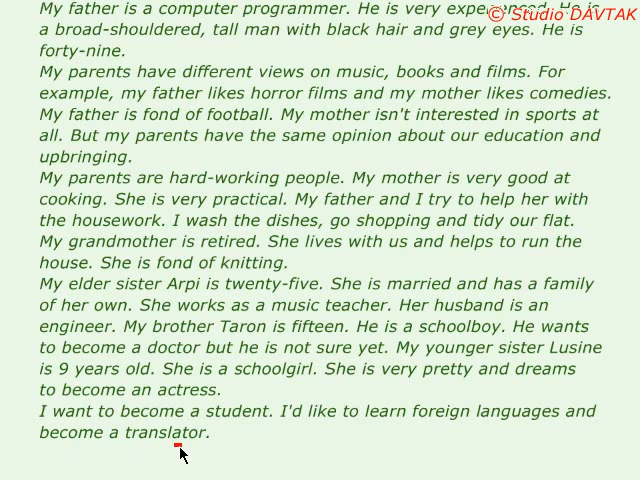 My father is a computer programmer. He is very experienced. He is
© Studio DAVTAK
a broad-shouldered, tall man with black hair and grey eyes. He is
forty-nine.
My parents have different views on music, books and films. For
example, my father likes horror films and my mother likes comedies.
My father is fond of football. My mother isn't interested in sports at
all. But my parents have the same opinion about our education and
upbringing.
My parents are hard-working people. My mother is very good at
cooking. She is very practical. My father and I try to help her with
the housework. I wash the dishes, go shopping and tidy our flat.
My grandmother is retired. She lives with us and helps to run the
house. She is fond of knitting.
My elder sister Arpi is twenty-five. She is married and has a family
of her own. She works as a music teacher. Her husband is an
engineer. My brother Taron is fifteen. He is a schoolboy. He wants
to become a doctor but he is not sure yet. My younger sister Lusine
is 9 years old. She is a schoolgirl. She is very pretty and dreams
to become an actress.
I want to become a student. I'd like to learn foreign languages and
become a translator.